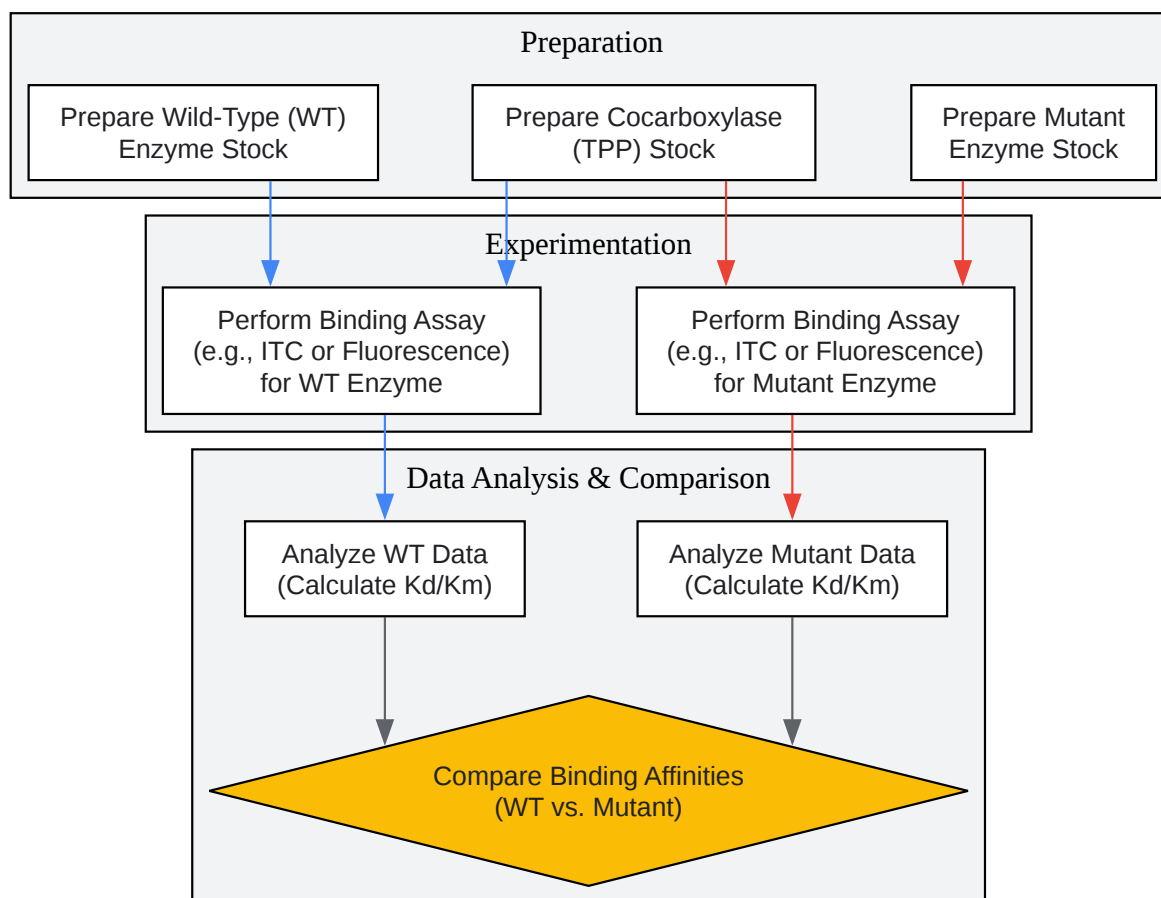 Preparation
Prepare Wild-Type (WT)
Enzyme Stock
Prepare Cocarboxylase
(TPP) Stock
Prepare Mutant
Enzyme Stock
Experimentation
Perform Binding Assay
(e.g., ITC or Fluorescence)
for WT Enzyme
Perform Binding Assay
(e.g., ITC or Fluorescence)
for Mutant Enzyme
Data Analysis & Comparison
Analyze WT Data
(Calculate Kd/Km)
Analyze Mutant Data
(Calculate Kd/Km)
Compare Binding Affinities
(WT vs. Mutant)